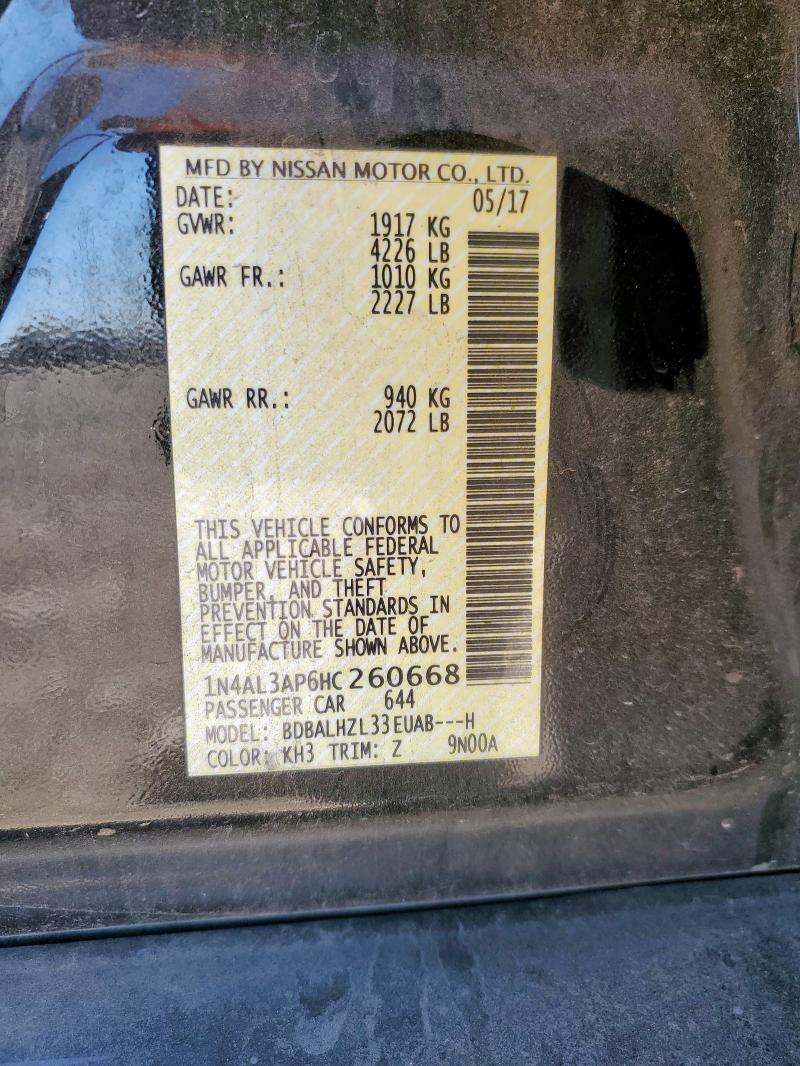 MFD BY NISSAN MOTOR CO., LTD.
DATE: 05/17
GVWR: 1917 KG
4226 LB
GAWR FR.: 1010 KG
2227 LB
GAWR RR.: 940 KG
2072 LB
THIS VEHICLE CONFORMS TO
ALL APPLICABLE FEDERAL
MOTOR VEHICLE SAFETY,
BUMPER, AND THEFT
PREVENTION STANDARDS IN
EFFECT ON THE DATE OF
MANUFACTURE SHOWN ABOVE.
1N4AL3AP6HC260668
PASSENGER CAR 644
MODEL: BDBALHZL33EUAB---H
COLOR: KH3 TRIM: Z 9N00A